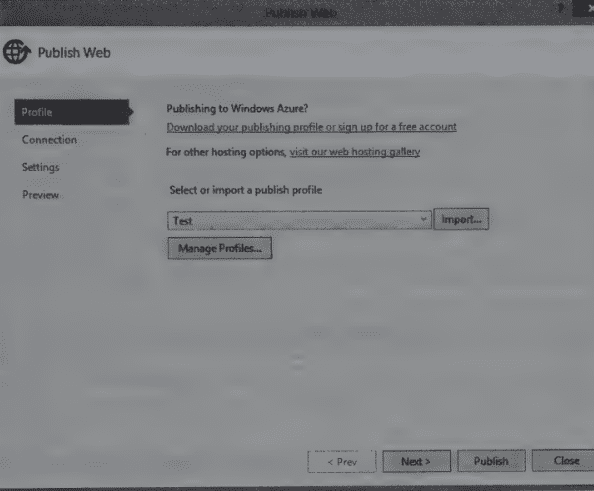 Publish Web
?
Publish Web
Profile
Connection
Settings
Preview
Publishing to Windows Azure?
Download your publishing profile or sign up for a free account
For other hosting options, visit our web hosting gallery
Select or import a publish profile
Test
Import...
Manage Profiles...
< Prev
Next >
Publish
Close